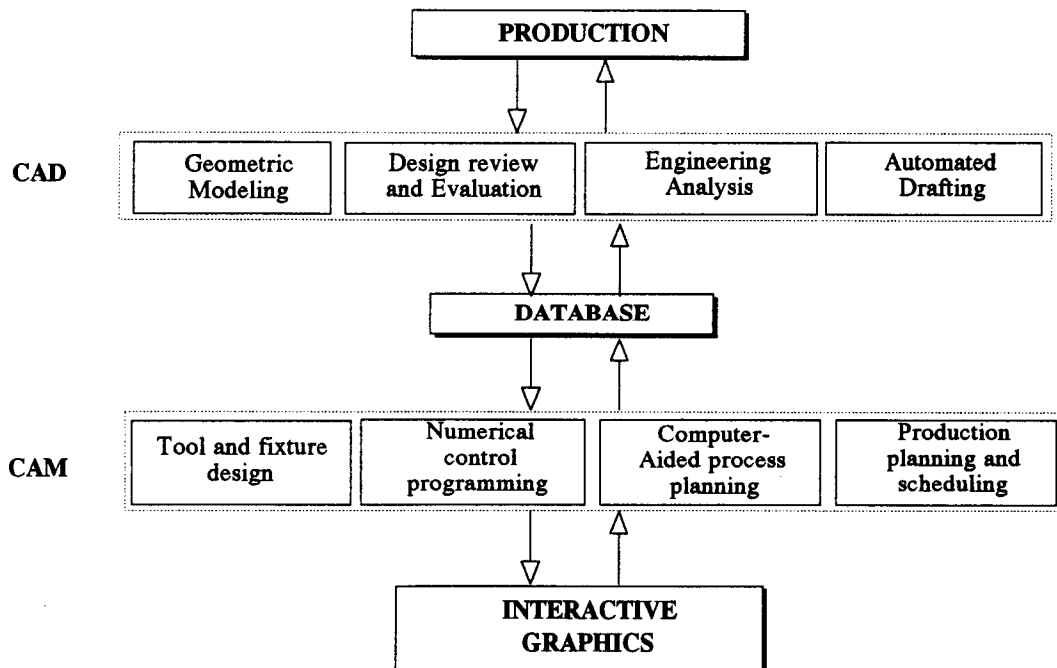 PRODUCTION
CAD
Geometric
Modeling
Design review
and Evaluation
Engineering
Analysis
Automated
Drafting
DATABASE
CAM
Tool and fixture
design
Numerical
control
programming
Computer-
Aided process
planning
Production
planning and
scheduling
INTERACTIVE
GRAPHICS